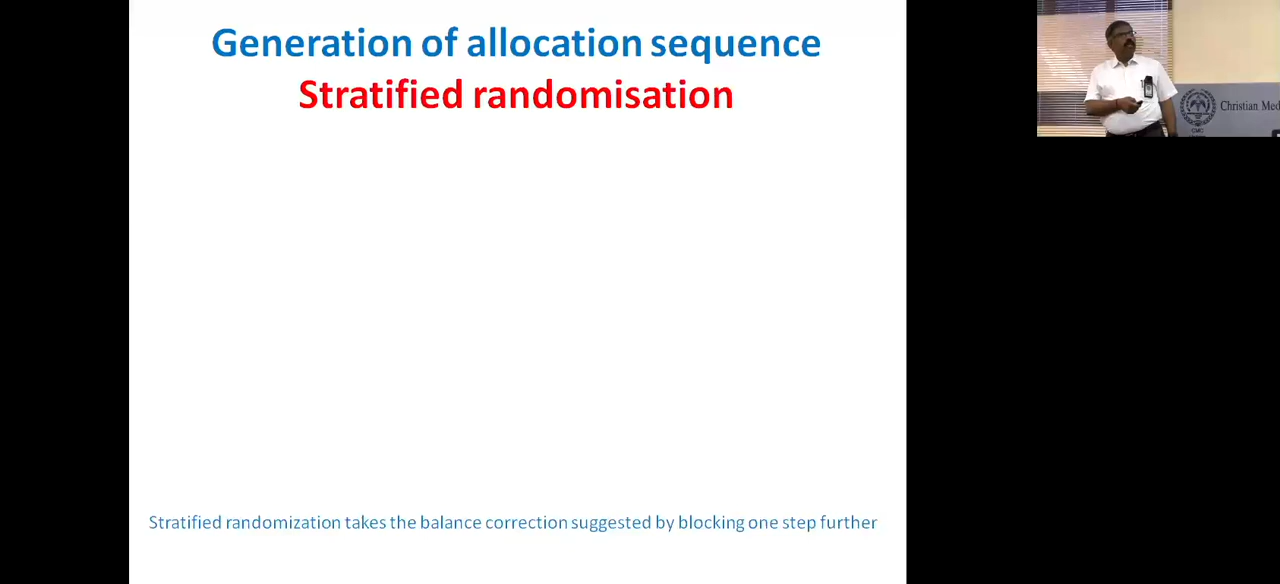 Generation of allocation sequence
Stratified randomisation
Christian Med
CMC
Stratified randomization takes the balance correction suggested by blocking one step further